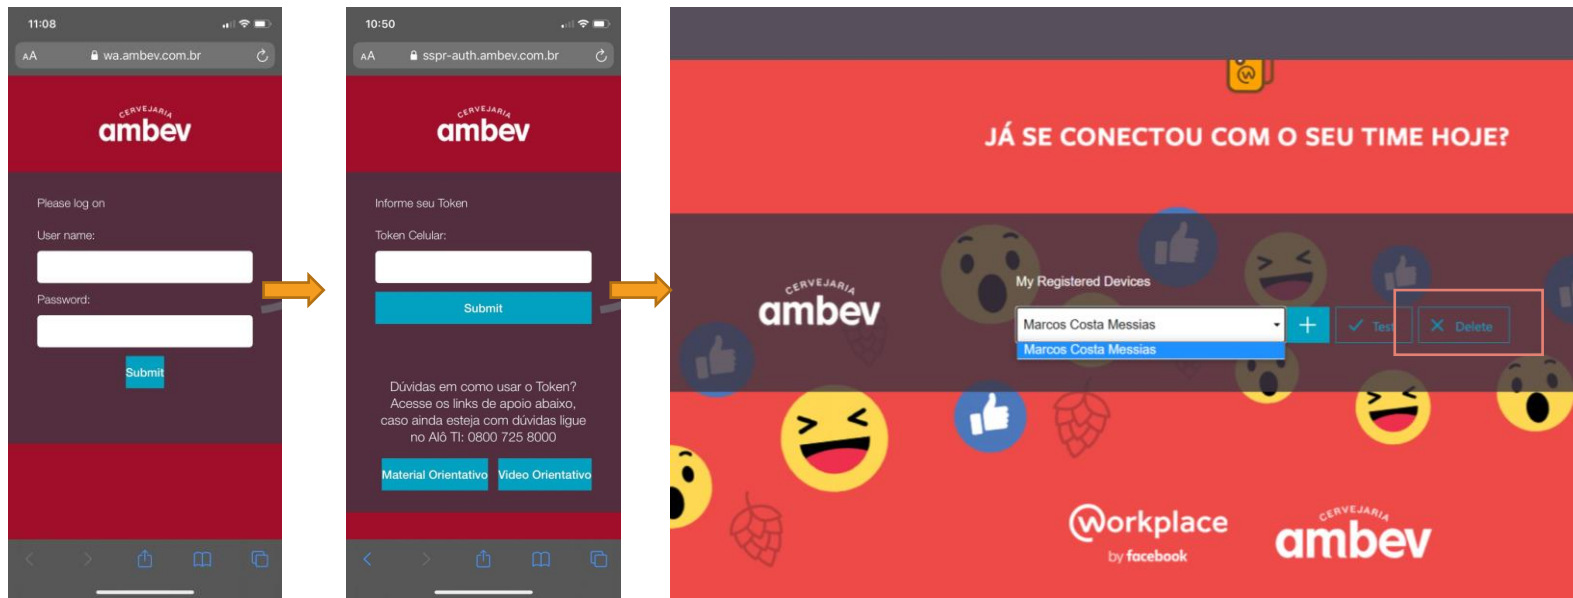 11:08
AA wa.ambev.com.br
CERVEJARIA
ambev
Please log on
User name:
Password:
Submit
10:50
AA sspr-auth.ambev.com.br
CERVEJARIA
ambev
Informe seu Token
Token Celular:
Submit
Dúvidas em como usar o Token?
Acesse os links de apoio abaixo,
caso ainda esteja com dúvidas ligue
no Alô TI: 0800 725 8000
Material Orientativo Video Orientativo
JÁ SE CONECTOU COM O SEU TIME HOJE?
CERVEJARIA
ambev
My Registered Devices
Marcos Costa Messias
Test
Delete
Marcos Costa Messias
Workplace
by facebook
CERVEJARIA
ambev